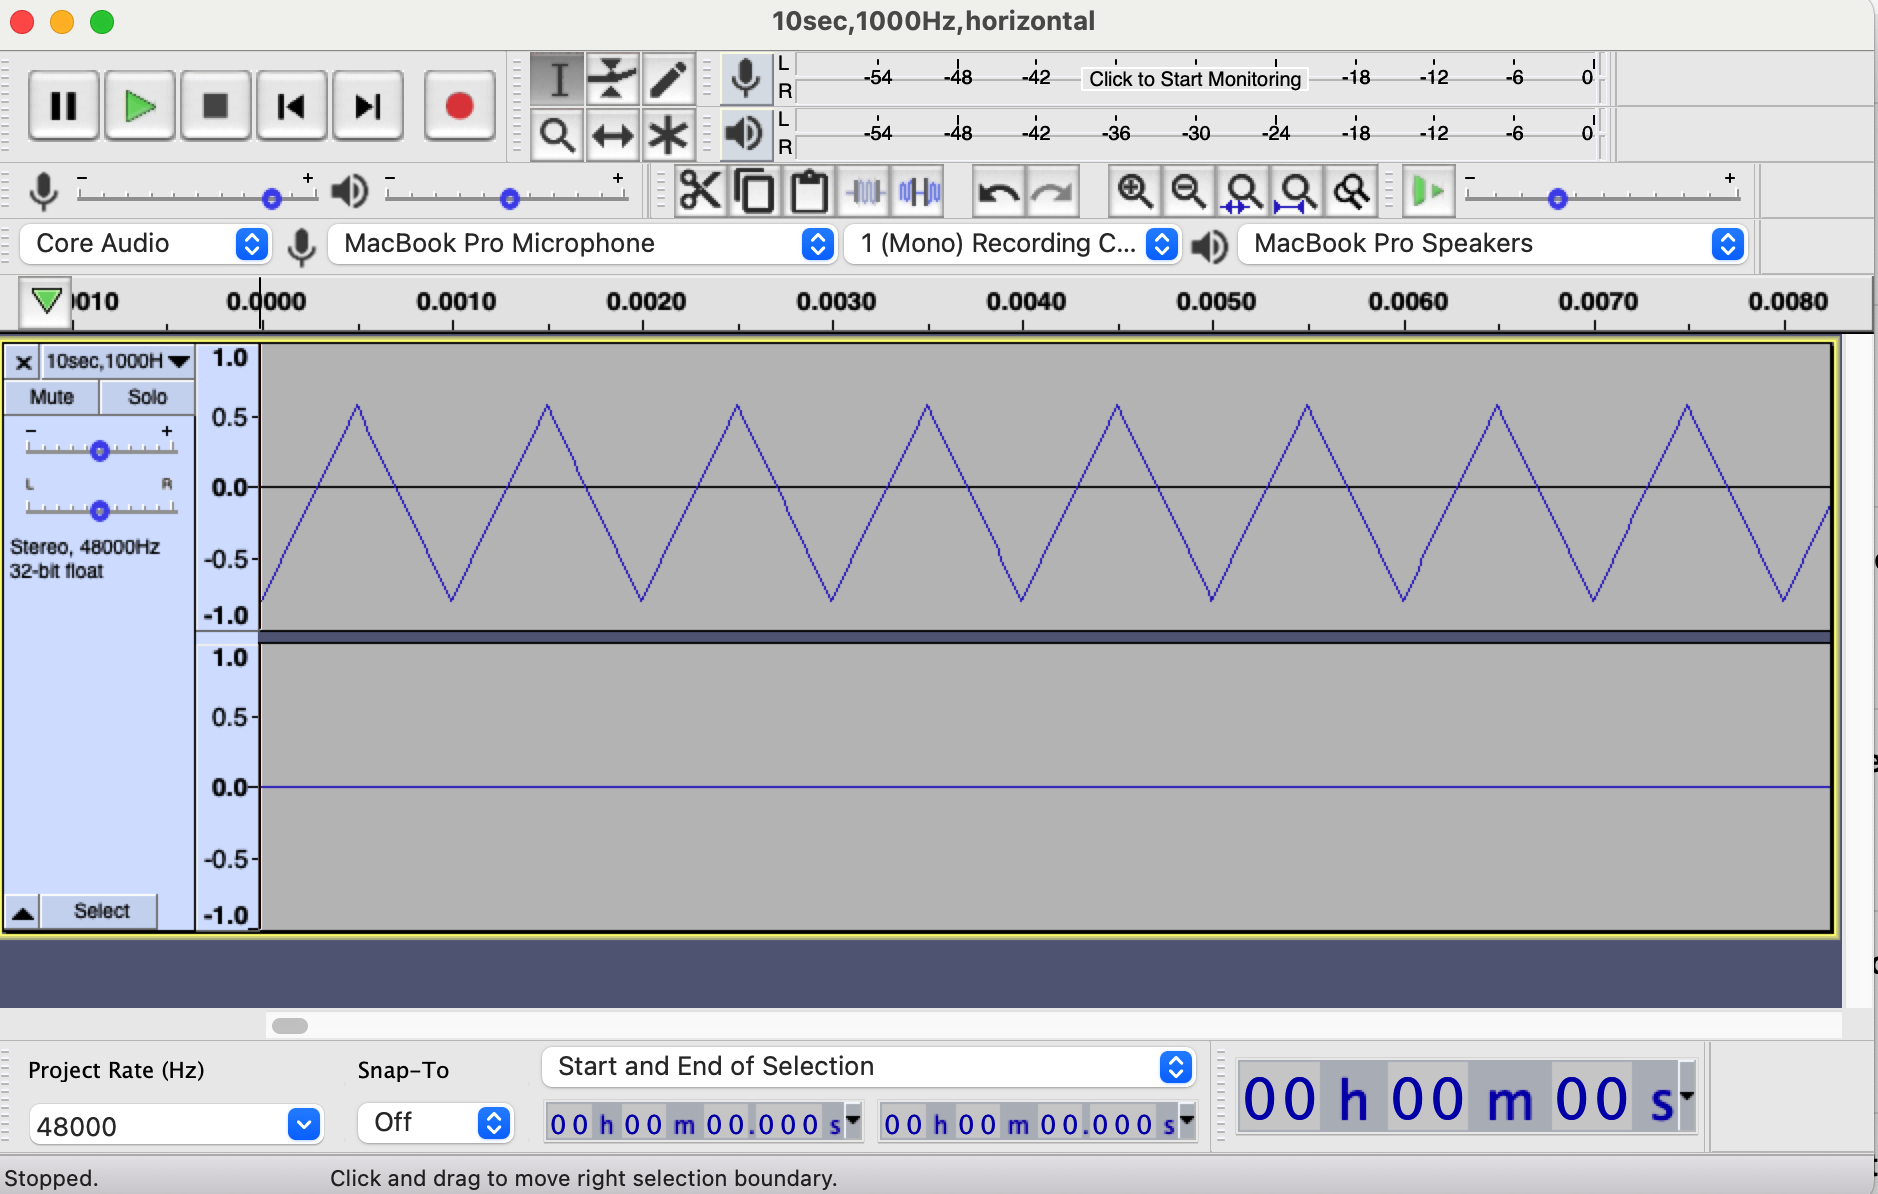 10sec,1000Hz,horizontal
L
R
-54 -48 -42 Click to Start Monitoring -18 -12 -6 0
L
R
-54 -48 -42 -36 -30 -24 -18 -12 -6 0
- + - + - +
Core Audio MacBook Pro Microphone 1 (Mono) Recording C... MacBook Pro Speakers
0.0000 0.0010 0.0020 0.0030 0.0040 0.0050 0.0060 0.0070 0.0080
10sec,1000H
Mute Solo
- +
L R
Stereo, 48000Hz
32-bit float
1.0
0.5
0.0
-0.5
-1.0
1.0
0.5
0.0
-0.5
-1.0
Select
Project Rate (Hz) Snap-To Start and End of Selection
48000 Off 00 h 00 m 00.000 s 00 h 00 m 00.000 s 00 h 00 m 00 s
Stopped. Click and drag to move right selection boundary.